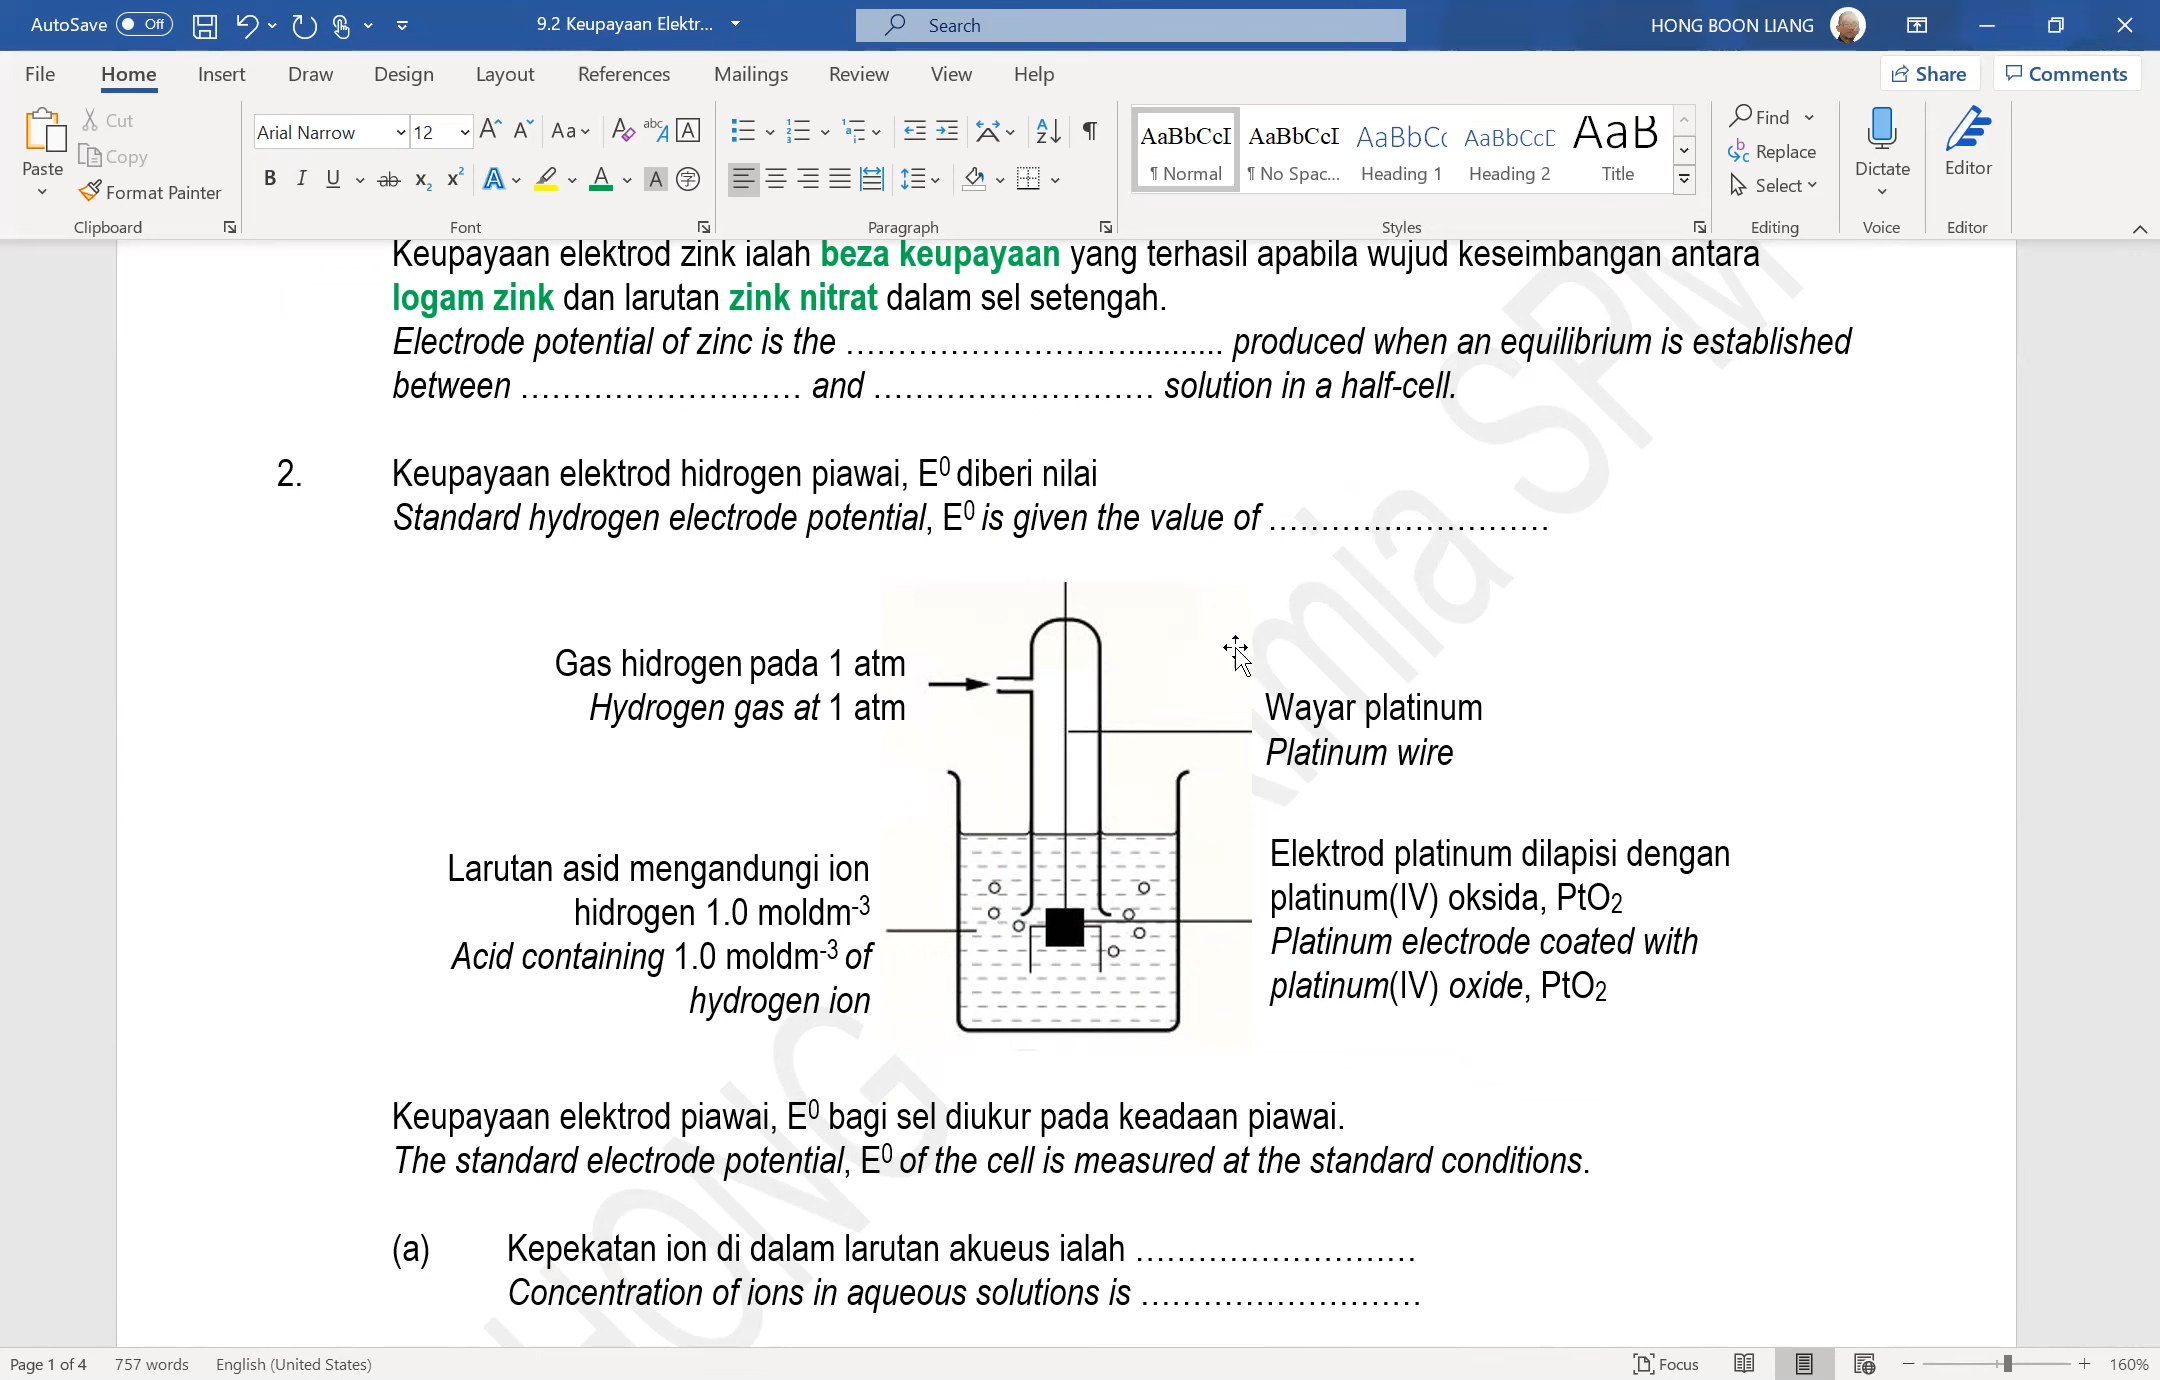 AutoSave Off 9.2 Keupayaan Elektr... Search HONG BOON LIANG
File Home Insert Draw Design Layout References Mailings Review View Help Share Comments
Paste Cut Copy Format Painter
Clipboard
Arial Narrow 12
Font
Paragraph
AaBbCcI AaBbCcI AaBbCc AaBbCcD AaB
¶ Normal ¶ No Spac... Heading 1 Heading 2 Title
Styles
Find Replace Select
Editing
Dictate
Voice
Editor
Editor
Keupayaan elektrod zink ialah beza keupayaan yang terhasil apabila wujud keseimbangan antara
logam zink dan larutan zink nitrat dalam sel setengah.
Electrode potential of zinc is the ………………………........... produced when an equilibrium is established
between ……………………… and ……………………… solution in a half-cell.
2. Keupayaan elektrod hidrogen piawai, E⁰ diberi nilai
Standard hydrogen electrode potential, E⁰ is given the value of ………………………
Gas hidrogen pada 1 atm
Hydrogen gas at 1 atm
Wayar platinum
Platinum wire
Larutan asid mengandungi ion
hidrogen 1.0 moldm⁻³
Acid containing 1.0 moldm⁻³ of
hydrogen ion
Elektrod platinum dilapisi dengan
platinum(IV) oksida, PtO₂
Platinum electrode coated with
platinum(IV) oxide, PtO₂
Keupayaan elektrod piawai, E⁰ bagi sel diukur pada keadaan piawai.
The standard electrode potential, E⁰ of the cell is measured at the standard conditions.
(a) Kepekatan ion di dalam larutan akueus ialah ………………………
Concentration of ions in aqueous solutions is ………………………
Page 1 of 4 757 words English (United States) Focus 160%